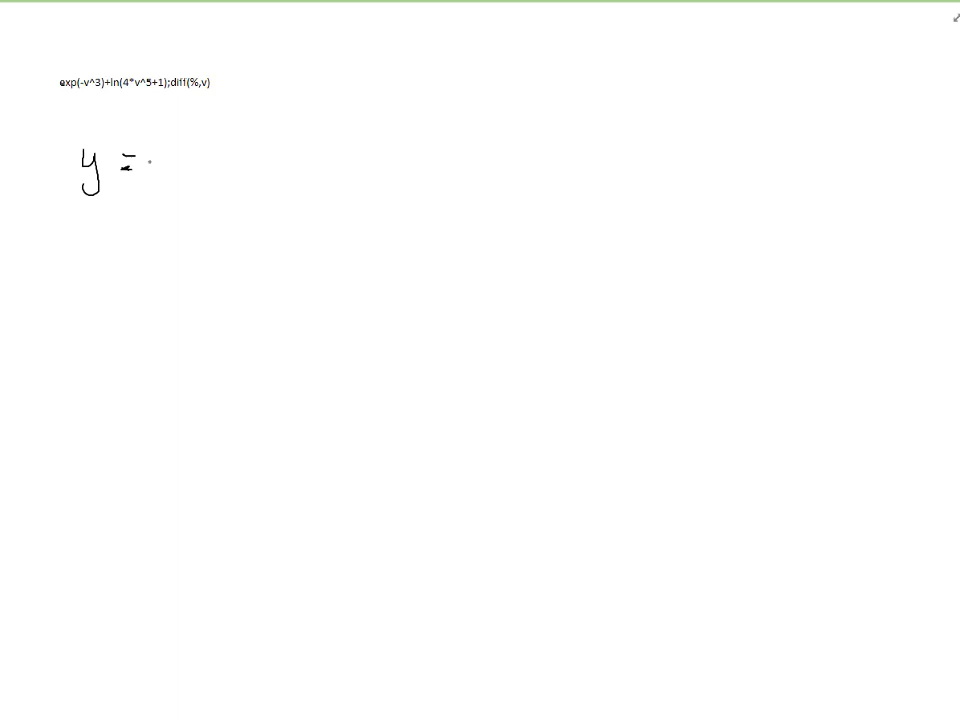 exp(-v^3)+ln(4*v^5+1);diff(%,v)
y =